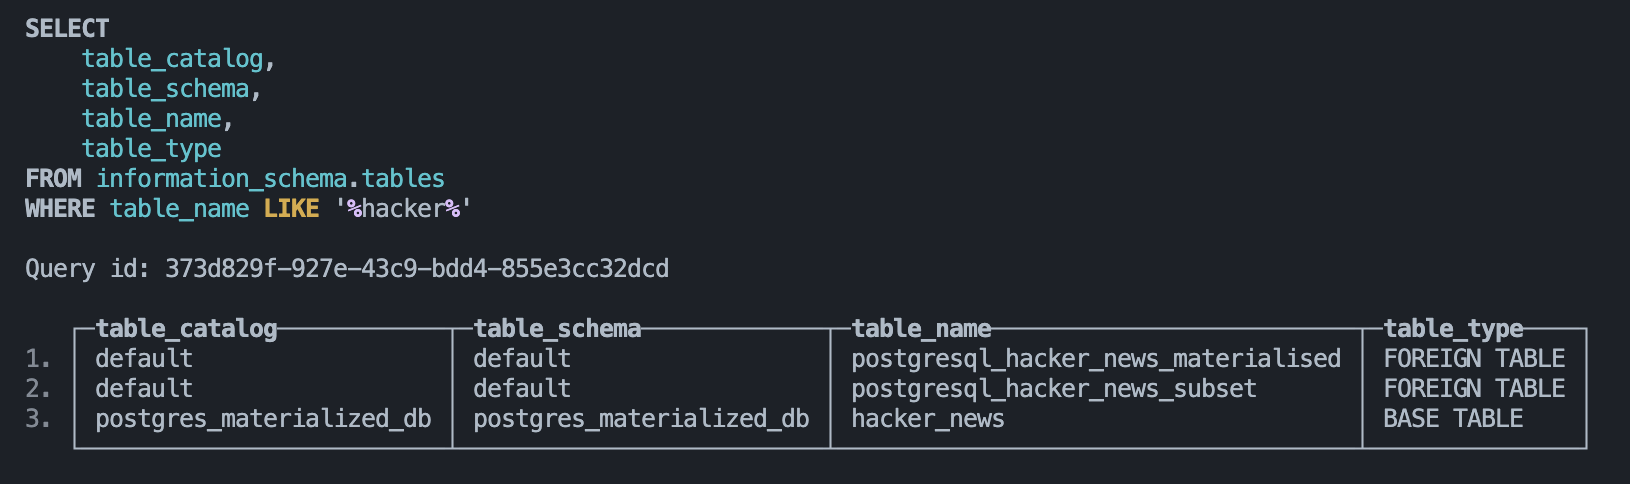 SELECT
    table_catalog,
    table_schema,
    table_name,
    table_type
FROM information_schema.tables
WHERE table_name LIKE '%hacker%'
Query id: 373d829f-927e-43c9-bdd4-855e3cc32dcd
table_catalog table_schema table_name table_type
1. default default postgresql_hacker_news_materialised FOREIGN TABLE
2. default default postgresql_hacker_news_subset FOREIGN TABLE
3. postgres_materialized_db postgres_materialized_db hacker_news BASE TABLE